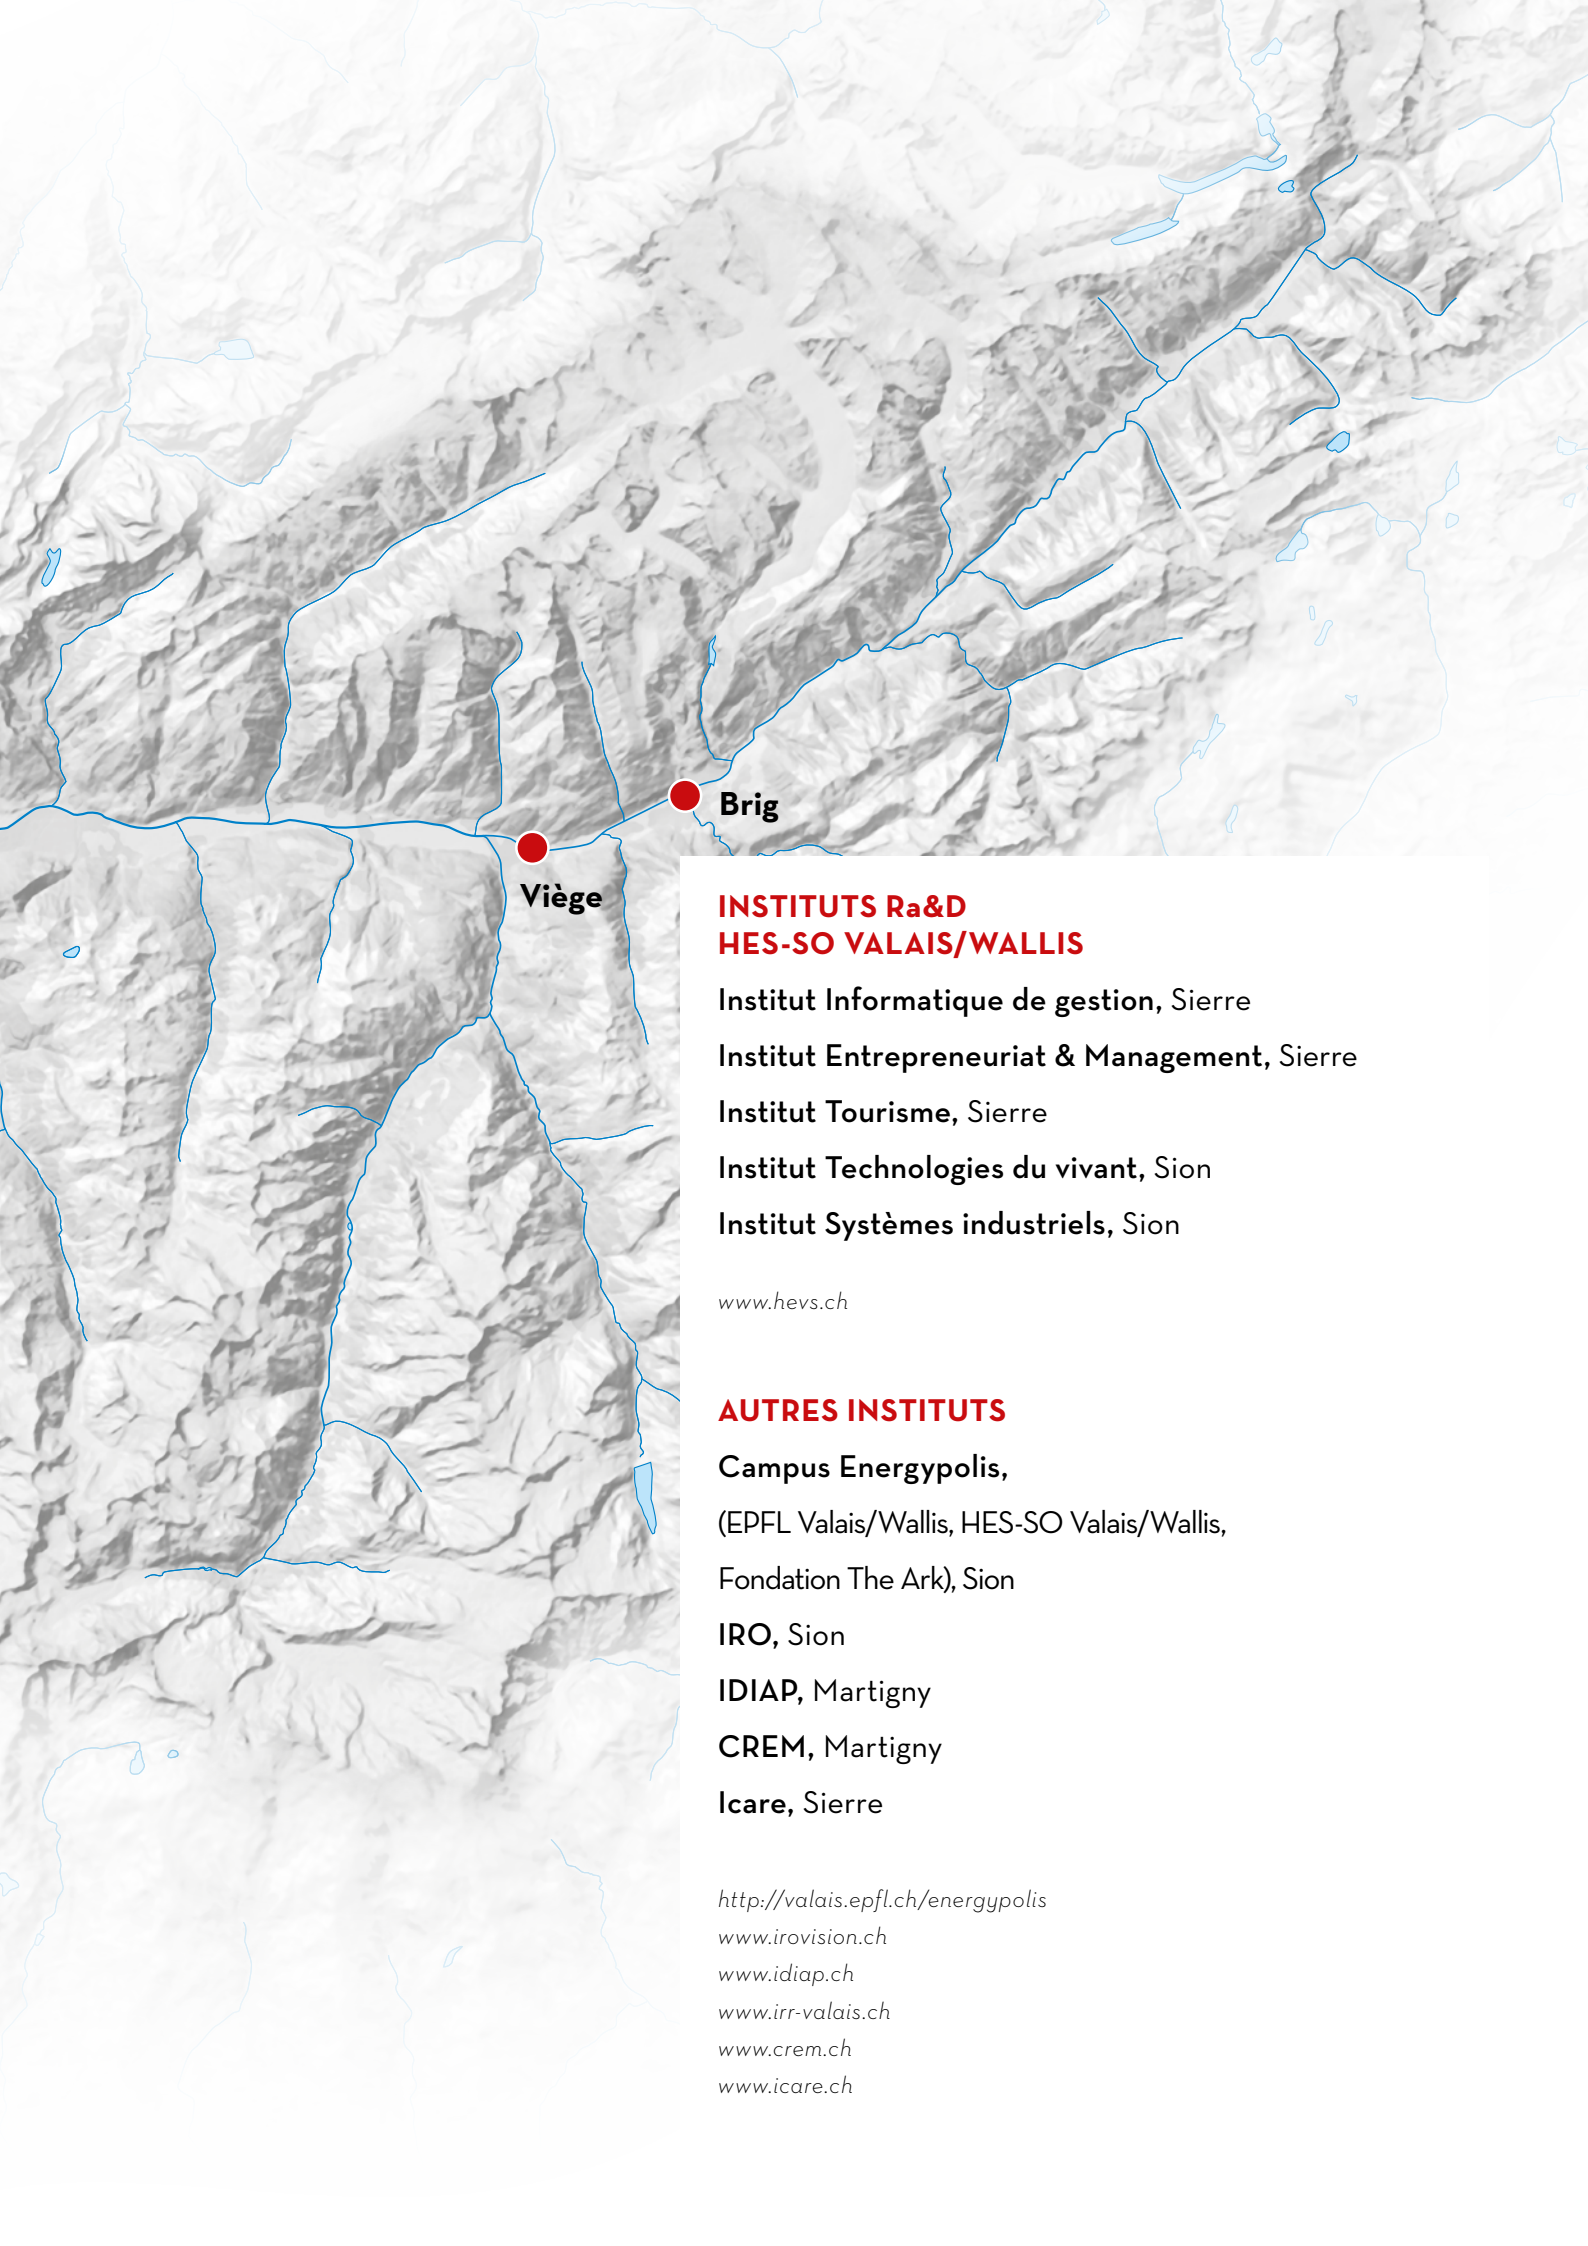 Brig
Viège
INSTITUTS Ra&D
HES-SO VALAIS/WALLIS
Institut Informatique de gestion, Sierre
Institut Entrepreneuriat & Management, Sierre
Institut Tourisme, Sierre
Institut Technologies du vivant, Sion
Institut Systèmes industriels, Sion
www.hevs.ch
AUTRES INSTITUTS
Campus Energypolis,
(EPFL Valais/Wallis, HES-SO Valais/Wallis,
Fondation The Ark), Sion
IRO, Sion
IDIAP, Martigny
CREM, Martigny
Icare, Sierre
http://valais.epfl.ch/energypolis
www.irovision.ch
www.idiap.ch
www.irr-valais.ch
www.crem.ch
www.icare.ch